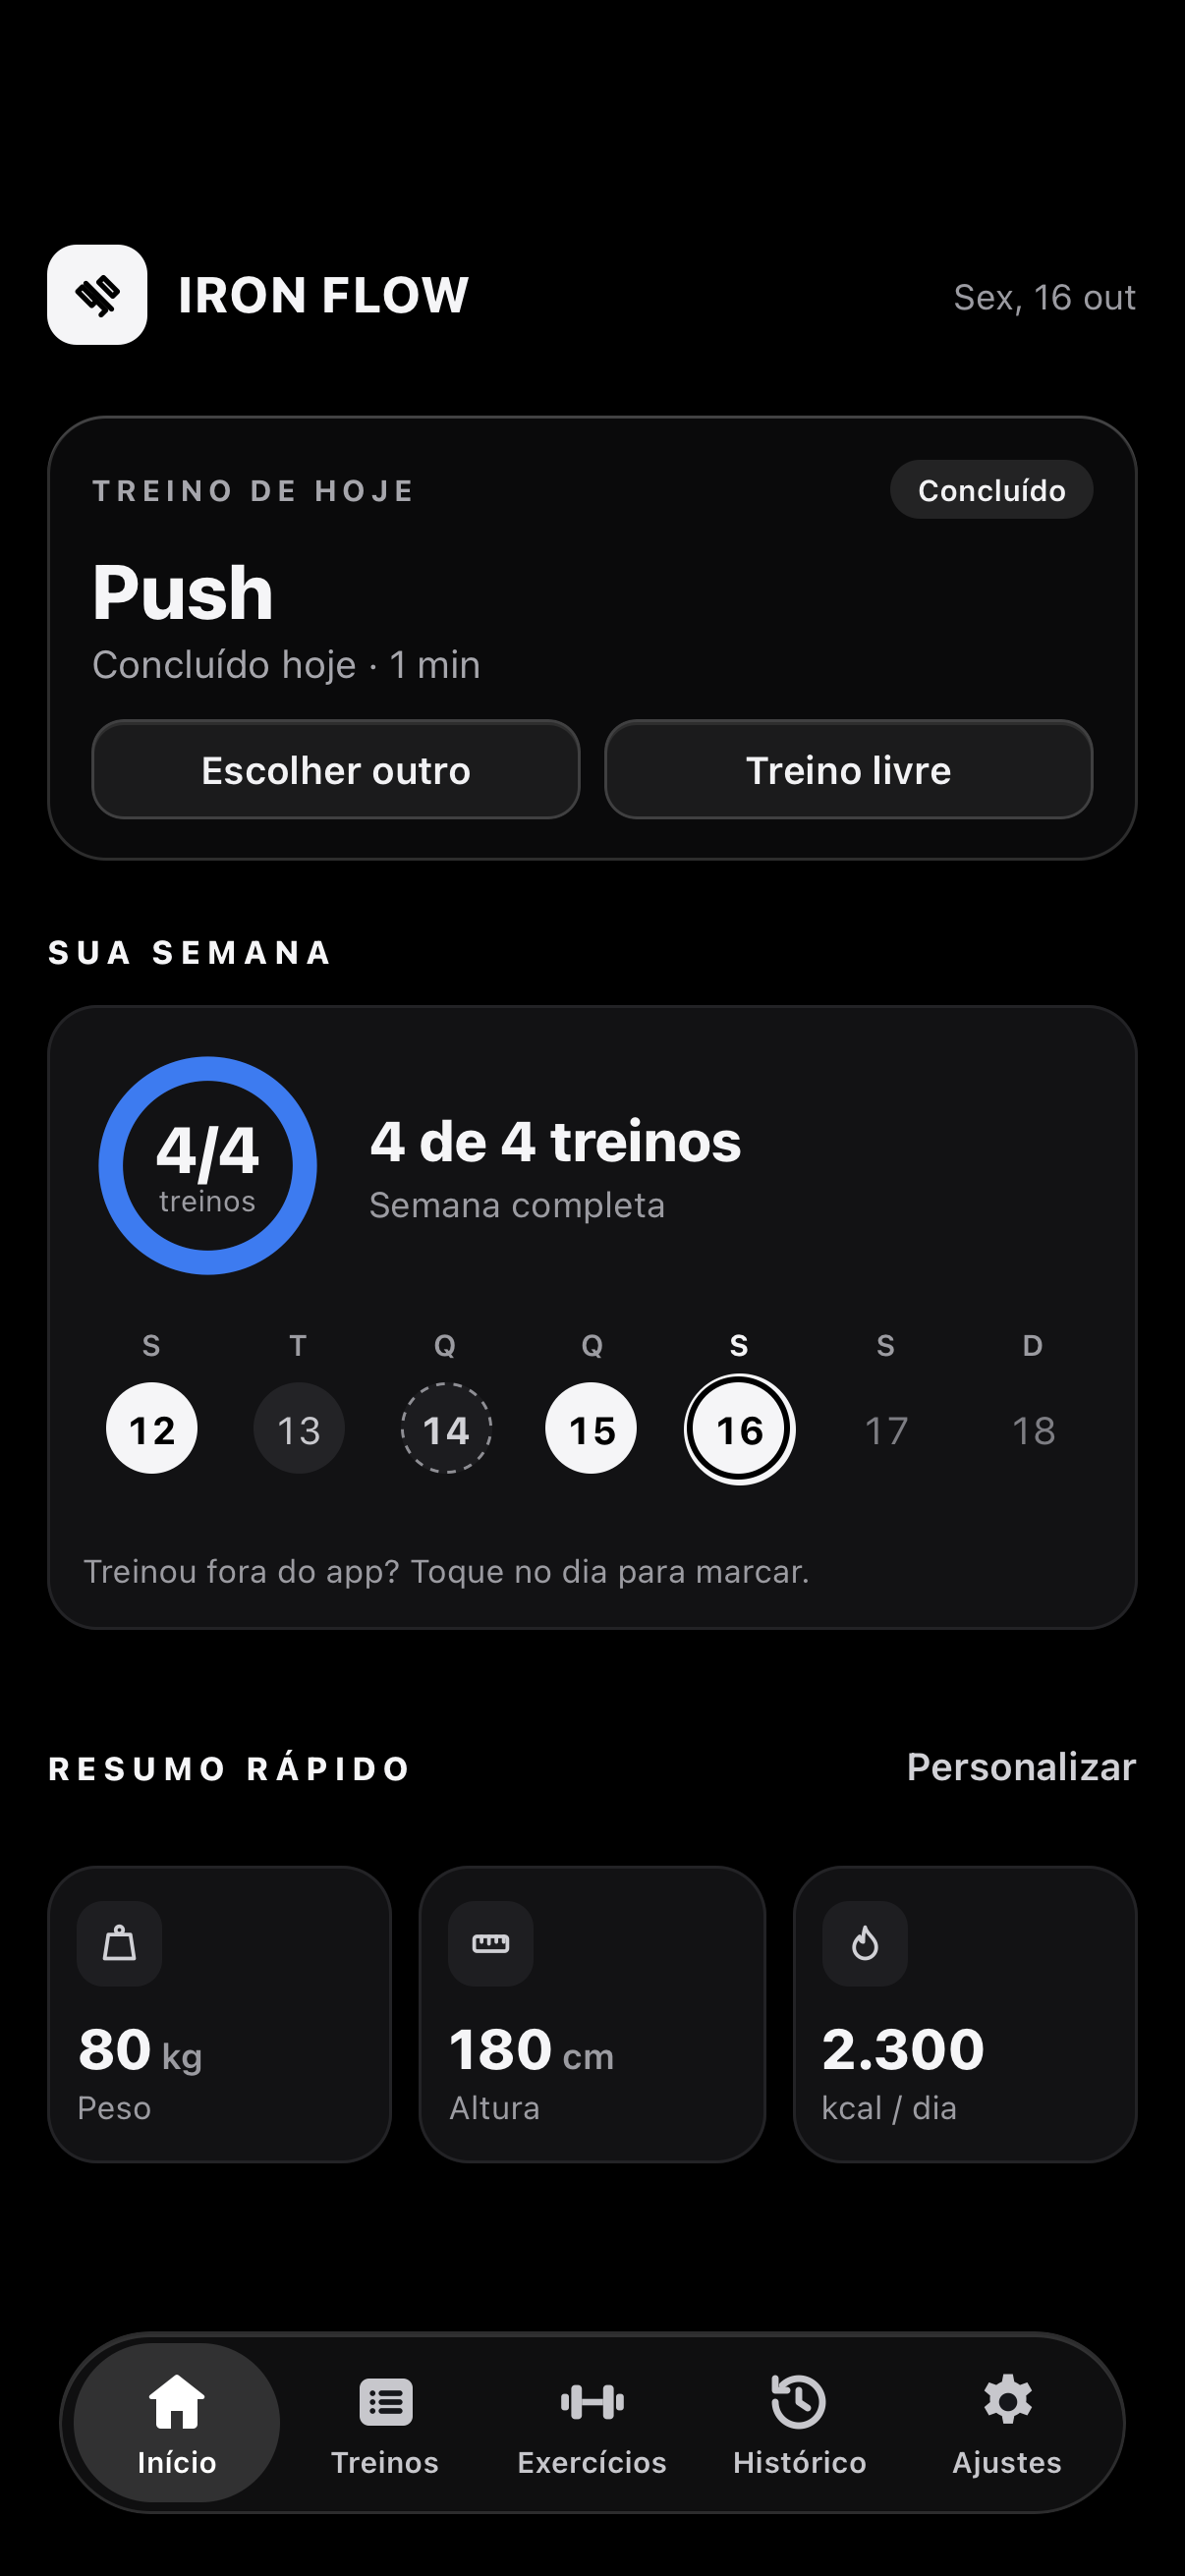 IRON FLOW
Sex, 16 out
TREINO DE HOJE
Concluído
Push
Concluído hoje · 1 min
Escolher outro
Treino livre
SUA SEMANA
4/4
treinos
4 de 4 treinos
Semana completa
S T Q Q S S D
12 13 14 15 16 17 18
Treinou fora do app? Toque no dia para marcar.
RESUMO RÁPIDO
Personalizar
80 kg
Peso
180 cm
Altura
2.300
kcal / dia
Início
Treinos
Exercícios
Histórico
Ajustes